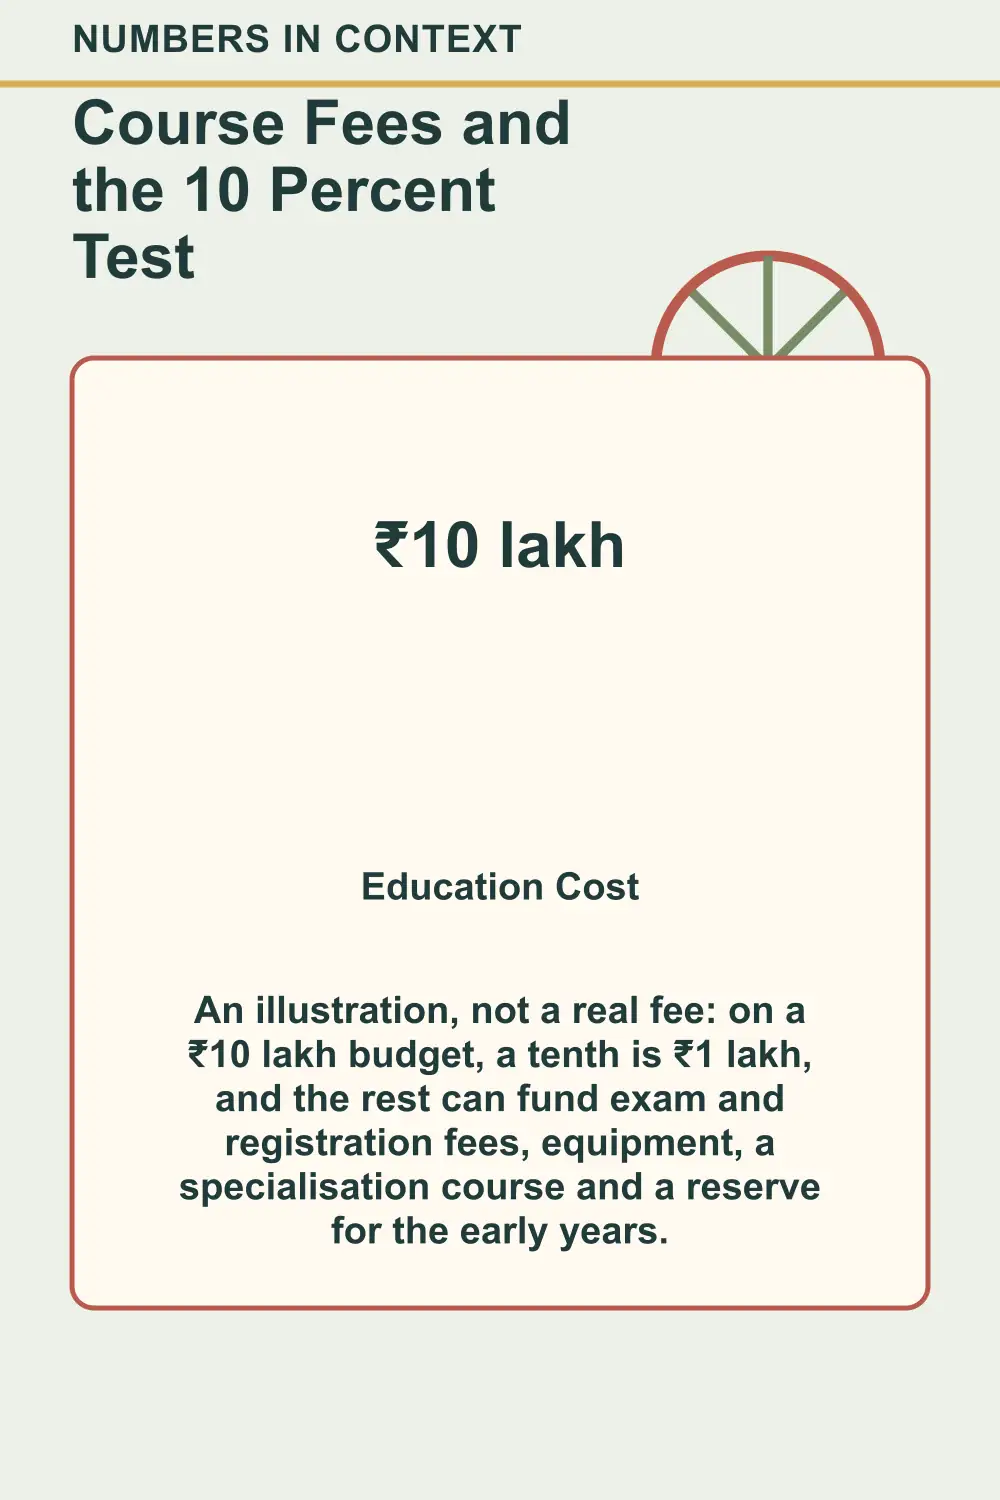 NUMBERS IN CONTEXT
Course Fees and
the 10 Percent
Test
₹10 lakh
Education Cost
An illustration, not a real fee: on a
₹10 lakh budget, a tenth is ₹1 lakh,
and the rest can fund exam and
registration fees, equipment, a
specialisation course and a reserve
for the early years.